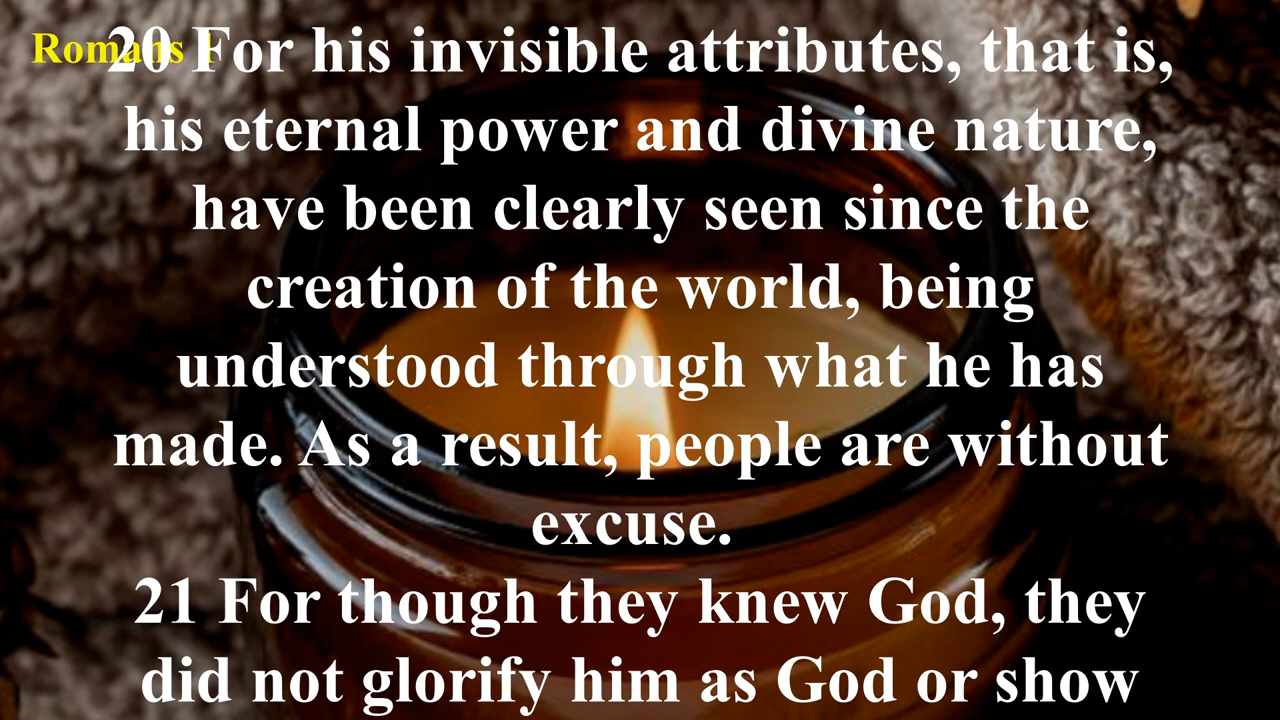 Romans
20 For his invisible attributes, that is,
his eternal power and divine nature,
have been clearly seen since the
creation of the world, being
understood through what he has
made. As a result, people are without
excuse.
21 For though they knew God, they
did not glorify him as God or show